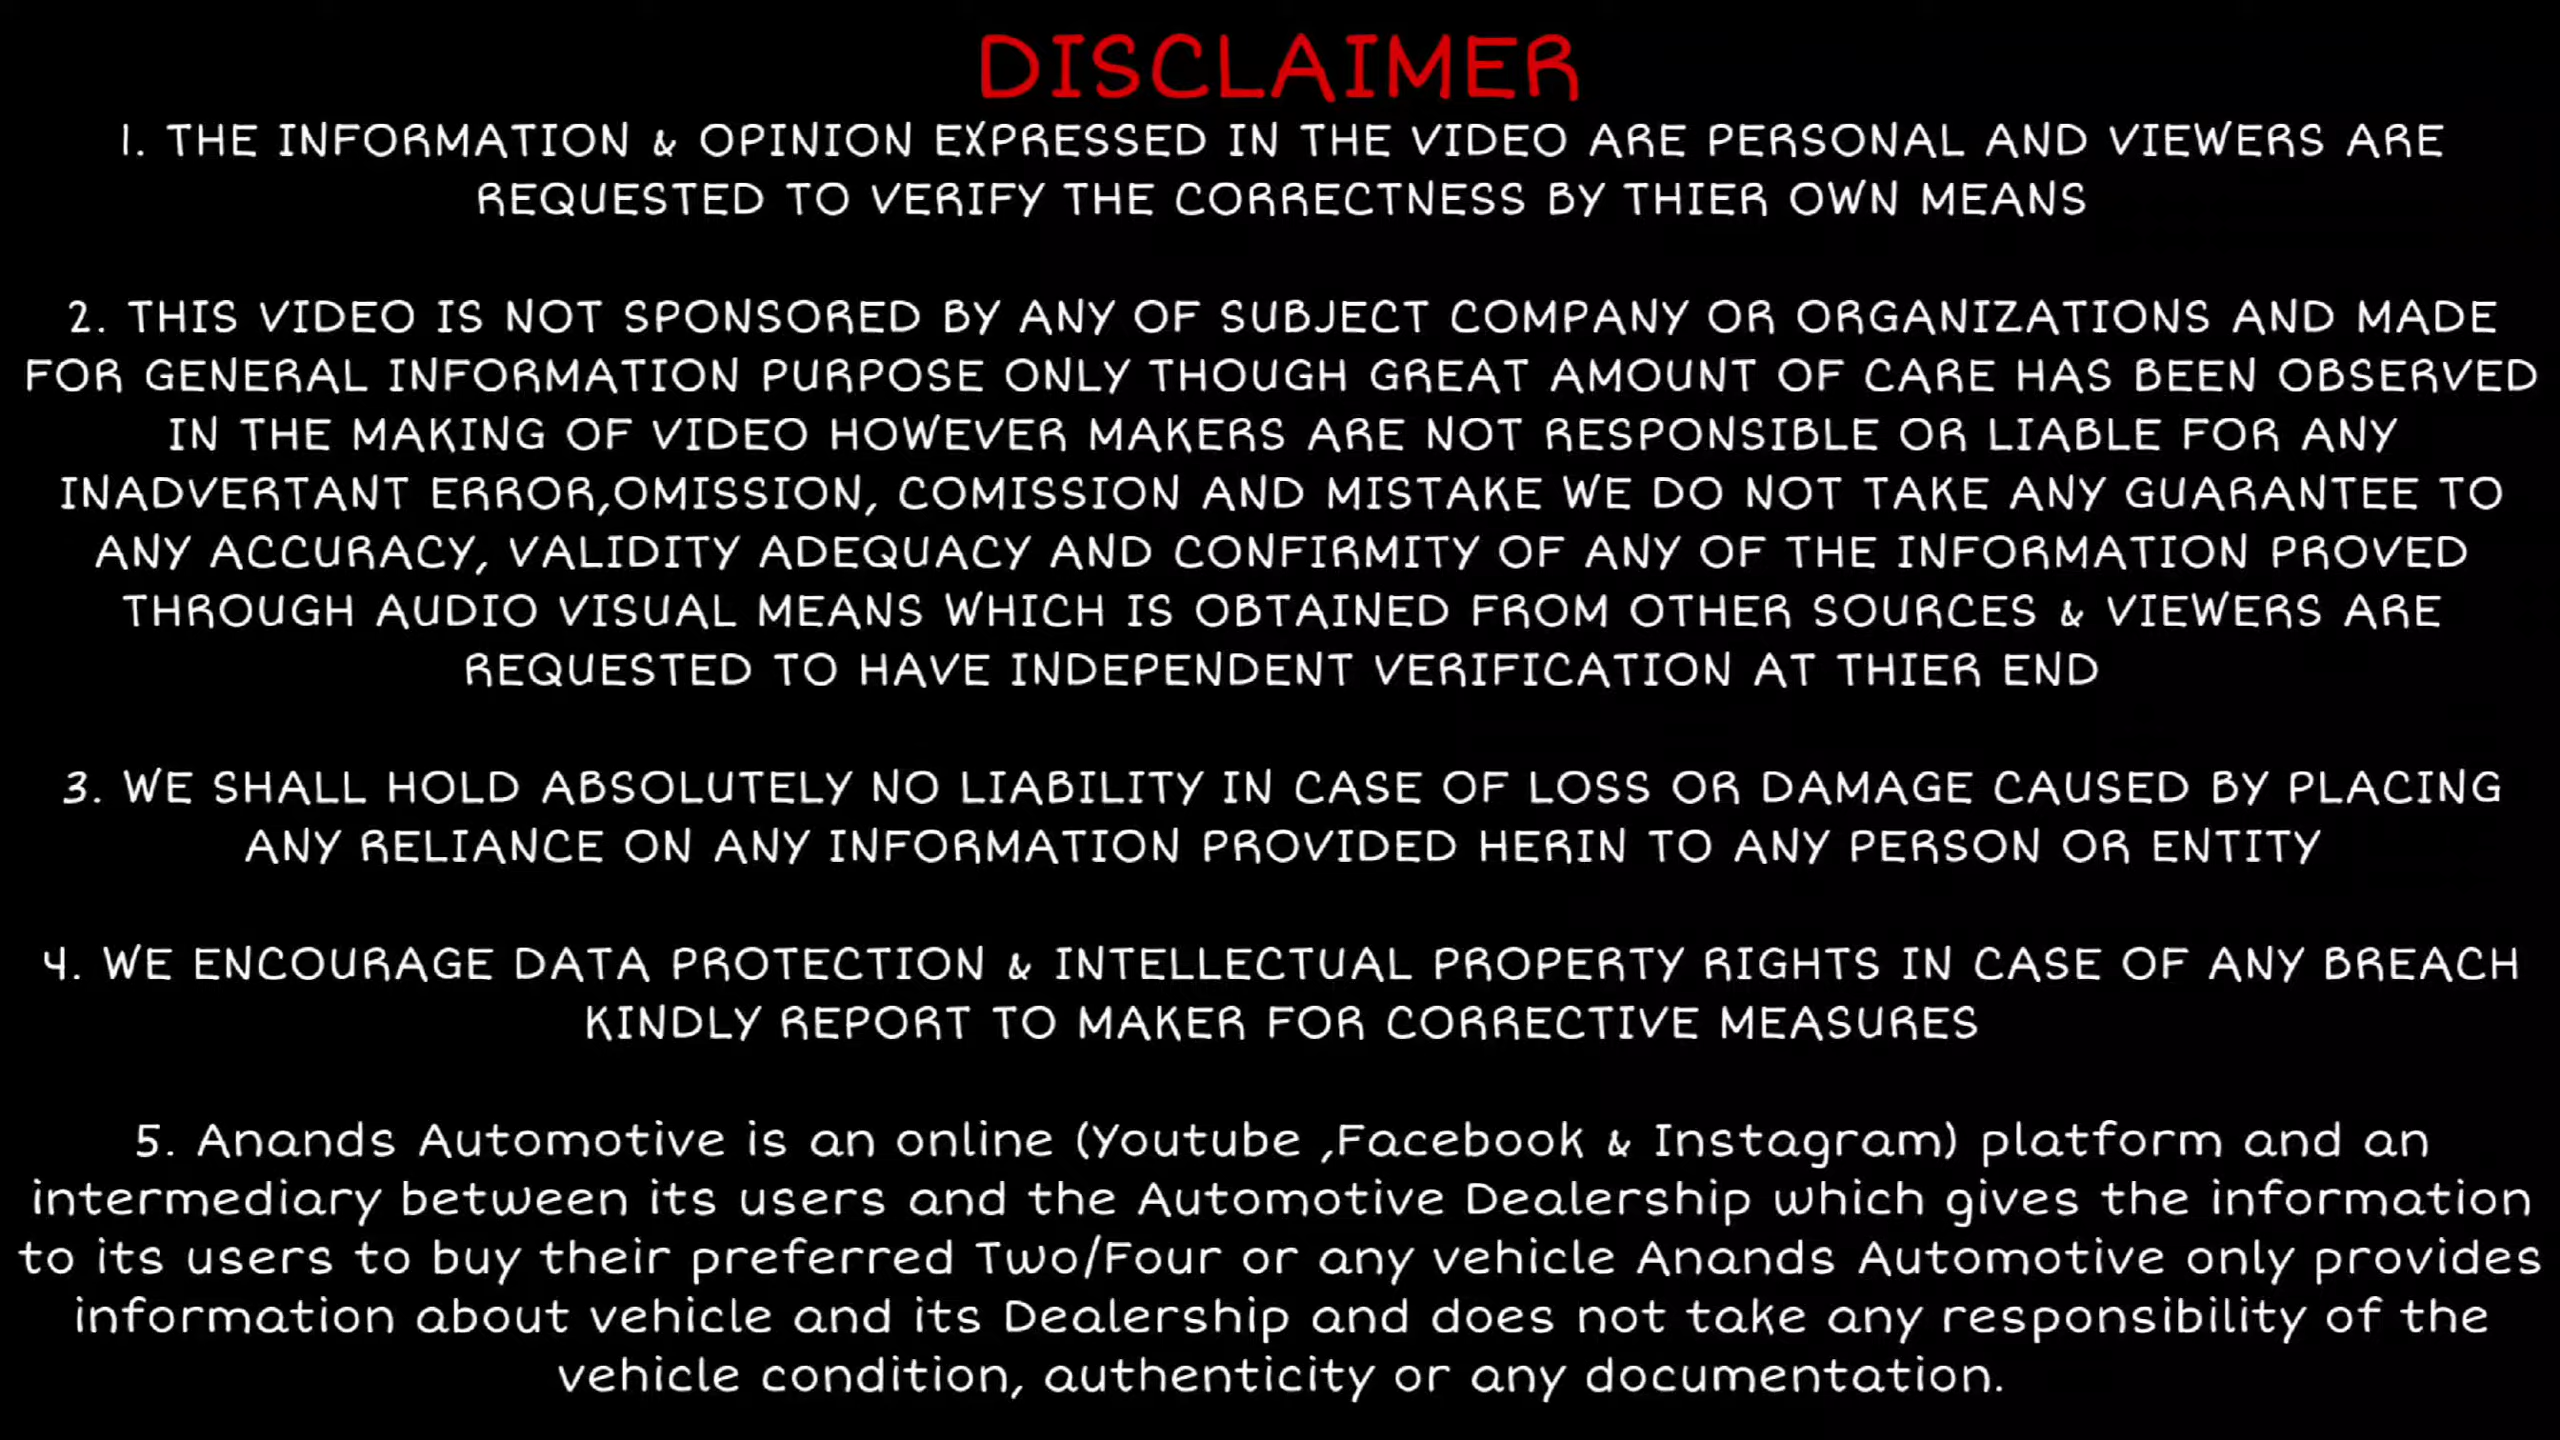 DISCLAIMER
1. THE INFORMATION & OPINION EXPRESSED IN THE VIDEO ARE PERSONAL AND VIEWERS ARE
REQUESTED TO VERIFY THE CORRECTNESS BY THIER OWN MEANS
2. THIS VIDEO IS NOT SPONSORED BY ANY OF SUBJECT COMPANY OR ORGANIZATIONS AND MADE
FOR GENERAL INFORMATION PURPOSE ONLY THOUGH GREAT AMOUNT OF CARE HAS BEEN OBSERVED
IN THE MAKING OF VIDEO HOWEVER MAKERS ARE NOT RESPONSIBLE OR LIABLE FOR ANY
INADVERTANT ERROR,OMISSION, COMISSION AND MISTAKE WE DO NOT TAKE ANY GUARANTEE TO
ANY ACCURACY, VALIDITY ADEQUACY AND CONFIRMITY OF ANY OF THE INFORMATION PROVED
THROUGH AUDIO VISUAL MEANS WHICH IS OBTAINED FROM OTHER SOURCES & VIEWERS ARE
REQUESTED TO HAVE INDEPENDENT VERIFICATION AT THIER END
3. WE SHALL HOLD ABSOLUTELY NO LIABILITY IN CASE OF LOSS OR DAMAGE CAUSED BY PLACING
ANY RELIANCE ON ANY INFORMATION PROVIDED HERIN TO ANY PERSON OR ENTITY
4. WE ENCOURAGE DATA PROTECTION & INTELLECTUAL PROPERTY RIGHTS IN CASE OF ANY BREACH
KINDLY REPORT TO MAKER FOR CORRECTIVE MEASURES
5. Anands Automotive is an online (Youtube ,Facebook & Instagram) platform and an
intermediary between its users and the Automotive Dealership which gives the information
to its users to buy their preferred Two/Four or any vehicle Anands Automotive only provides
information about vehicle and its Dealership and does not take any responsibility of the
vehicle condition, authenticity or any documentation.